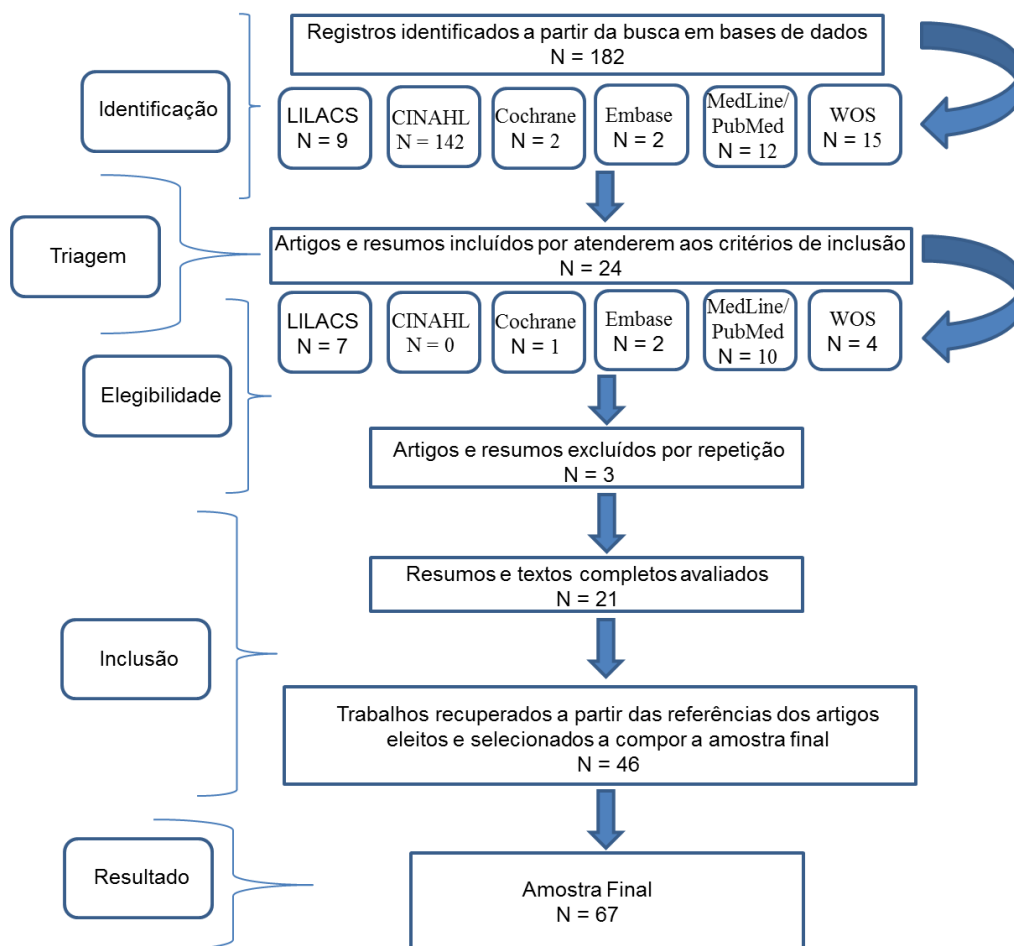 Registros identificados a partir da busca em bases de dados
N = 182
Identificação
LILACS
N = 9
CINAHL
N = 142
Cochrane
N = 2
Embase
N = 2
MedLine/
PubMed
N = 12
WOS
N = 15
Triagem
Artigos e resumos incluídos por atenderem aos critérios de inclusão
N = 24
LILACS
N = 7
CINAHL
N = 0
Cochrane
N = 1
Embase
N = 2
MedLine/
PubMed
N = 10
WOS
N = 4
Elegibilidade
Artigos e resumos excluídos por repetição
N = 3
Resumos e textos completos avaliados
N = 21
Inclusão
Trabalhos recuperados a partir das referências dos artigos
eleitos e selecionados a compor a amostra final
N = 46
Resultado
Amostra Final
N = 67